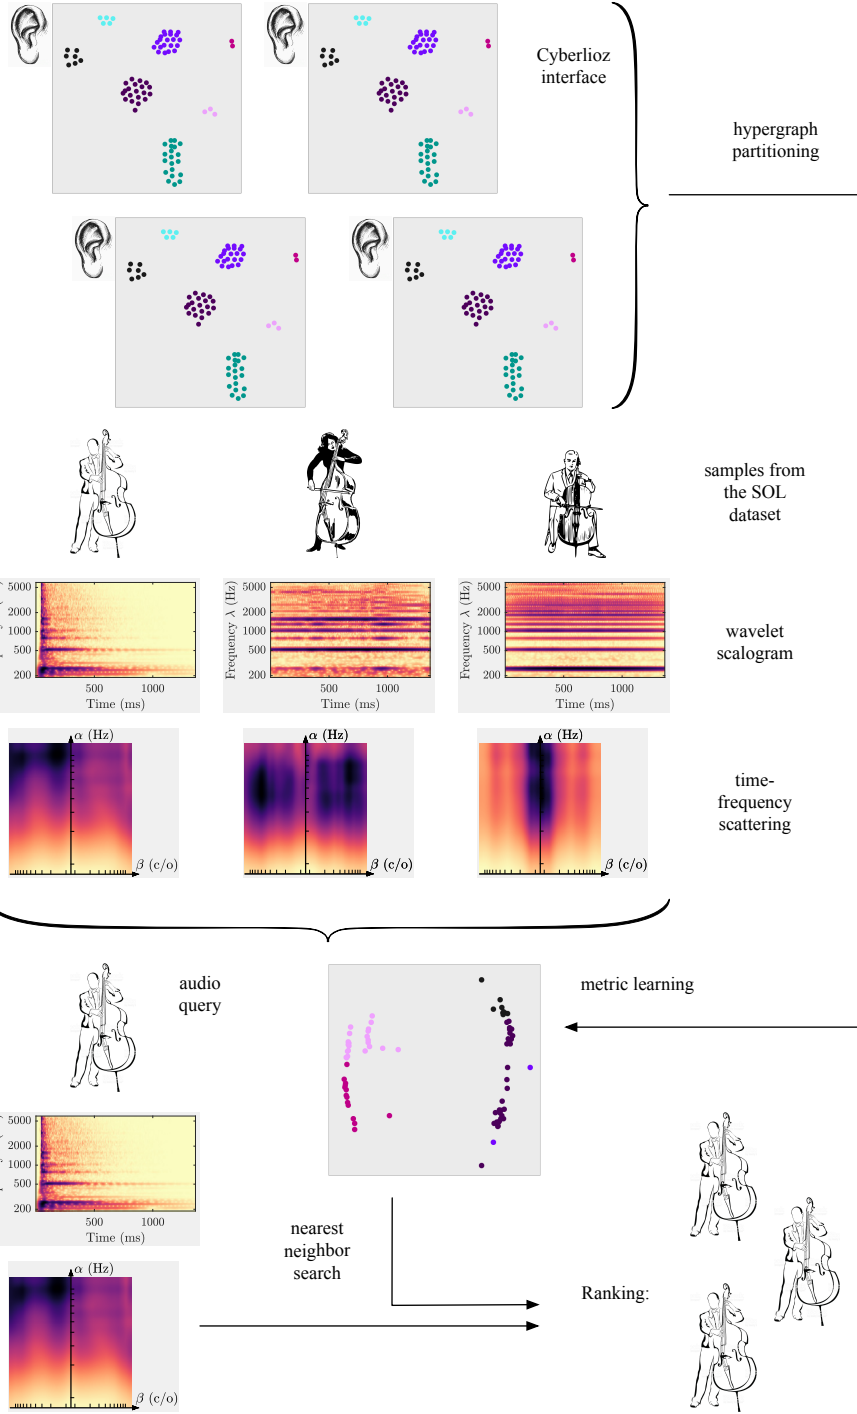 Cyberlioz
interface
hypergraph
partitioning
samples from
the SOL
dataset
5000
2000
1000
500
200
500 1000
Time (ms)
Frequency λ (Hz)
5000
2000
1000
500
200
500 1000
Time (ms)
Frequency λ (Hz)
5000
2000
1000
500
200
500 1000
Time (ms)
wavelet
scalogram
α (Hz)
β (c/o)
α (Hz)
β (c/o)
α (Hz)
β (c/o)
time-
frequency
scattering
audio
query
metric learning
5000
2000
1000
500
200
500 1000
Time (ms)
nearest
neighbor
search
α (Hz)
β (c/o)
Ranking: